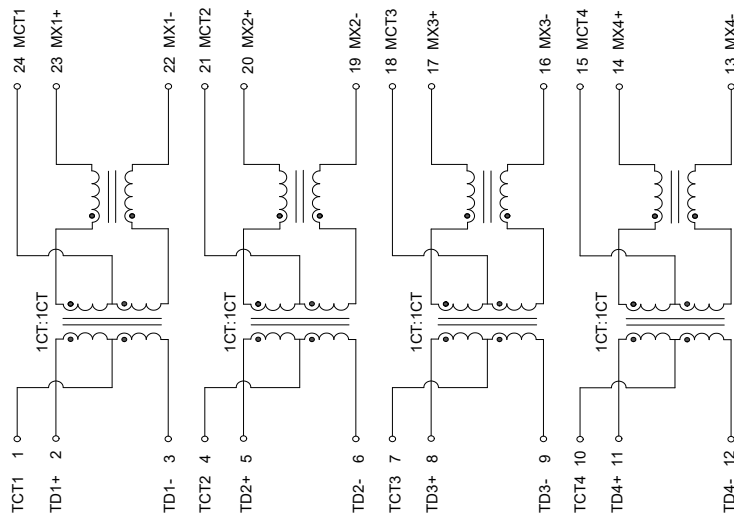 24 MCT1
23 MX1+
22 MX1-
21 MCT2
20 MX2+
19 MX2-
18 MCT3
17 MX3+
16 MX3-
15 MCT4
14 MX4+
13 MX4-
1CT:1CT
1CT:1CT
1CT:1CT
1CT:1CT
TCT1 1
TD1+ 2
TD1- 3
TCT2 4
TD2+ 5
TD2- 6
TCT3 7
TD3+ 8
TD3- 9
TCT4 10
TD4+ 11
TD4- 12